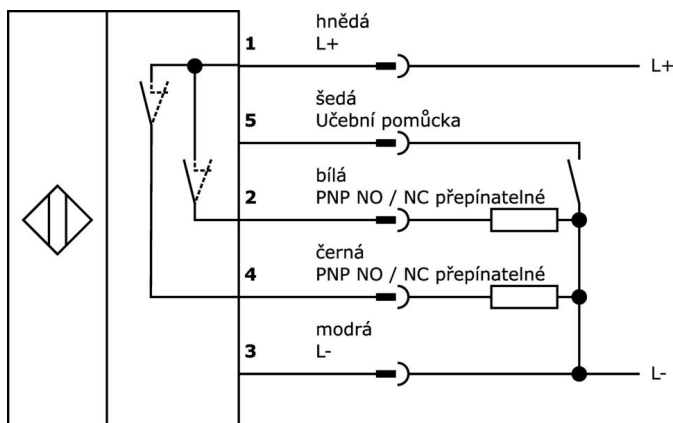 hnědá
1 L+ L+
šedá
5 Učební pomůcka
bílá
2 PNP NO / NC přepínatelné
černá
4 PNP NO / NC přepínatelné
modrá
3 L- L-